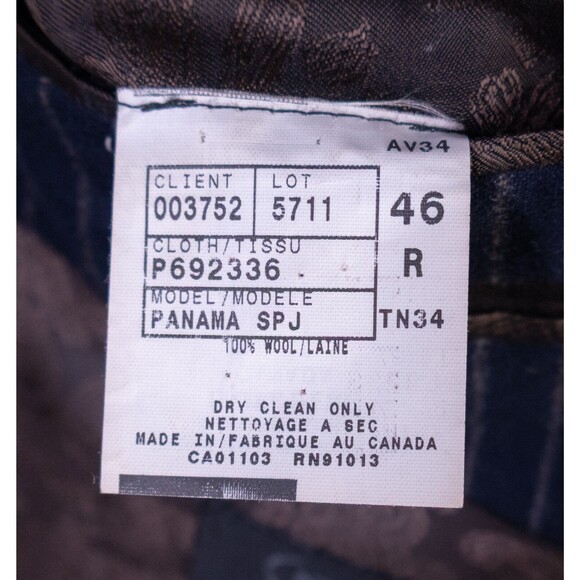 AV34
CLIENT LOT
003752 5711 46
CLOTH/TISSU
P692336 R
MODEL/MODELE
PANAMA SPJ TN34
100% WOOL/LAINE
DRY CLEAN ONLY
NETTOYAGE A SEC
MADE IN/FABRIQUE AU CANADA
CA01103 RN91013